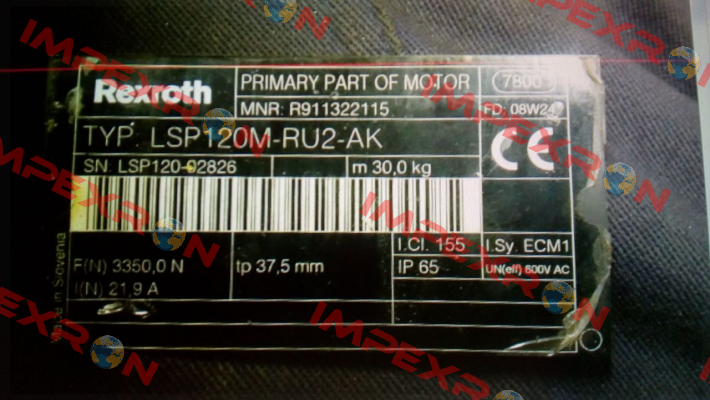 Rexroth
PRIMARY PART OF MOTOR
7800
MNR: R911322115
FD: 08W24
TYP LSP120M-RU2-AK
CE
SN: LSP120-02826
m 30,0 kg
F(N) 3350,0 N
tp 37,5 mm
I.Cl. 155
I.Sy. ECM1
I(N) 21,9 A
IP 65
UN(eff) 600V AC
Made in Slovenia
IMPEXRON